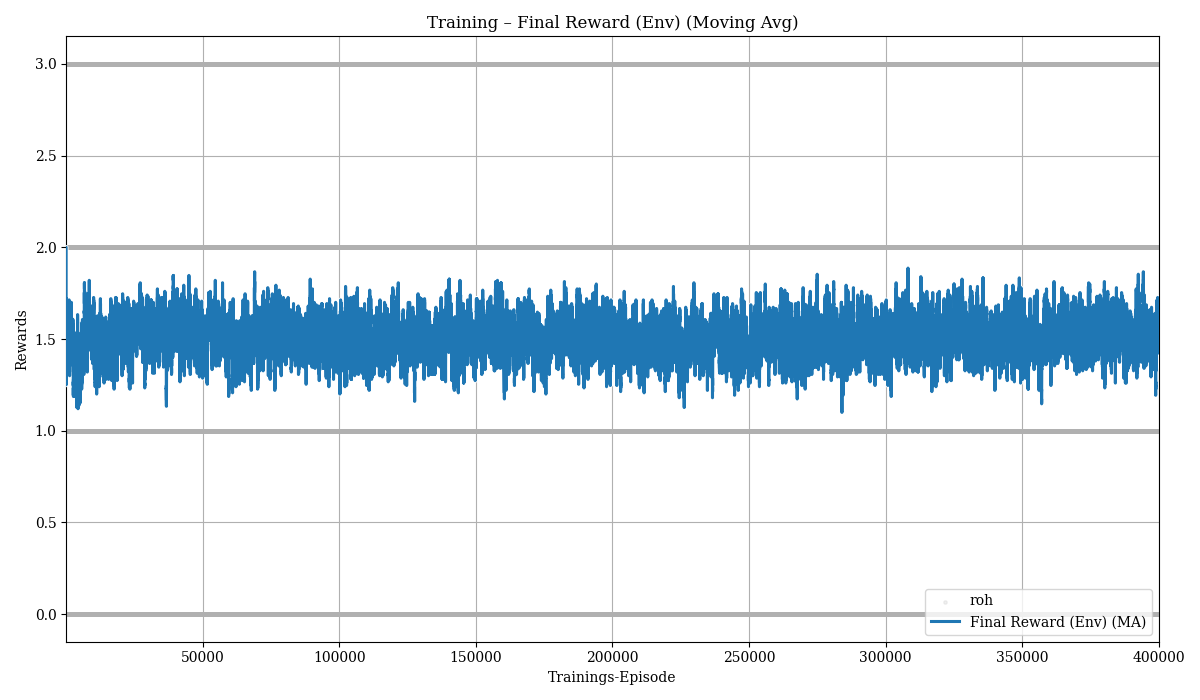 Training – Final Reward (Env) (Moving Avg)
3.0
2.5
2.0
1.5
1.0
0.5
0.0
Rewards
50000 100000 150000 200000 250000 300000 350000 400000
Trainings-Episode
roh
Final Reward (Env) (MA)